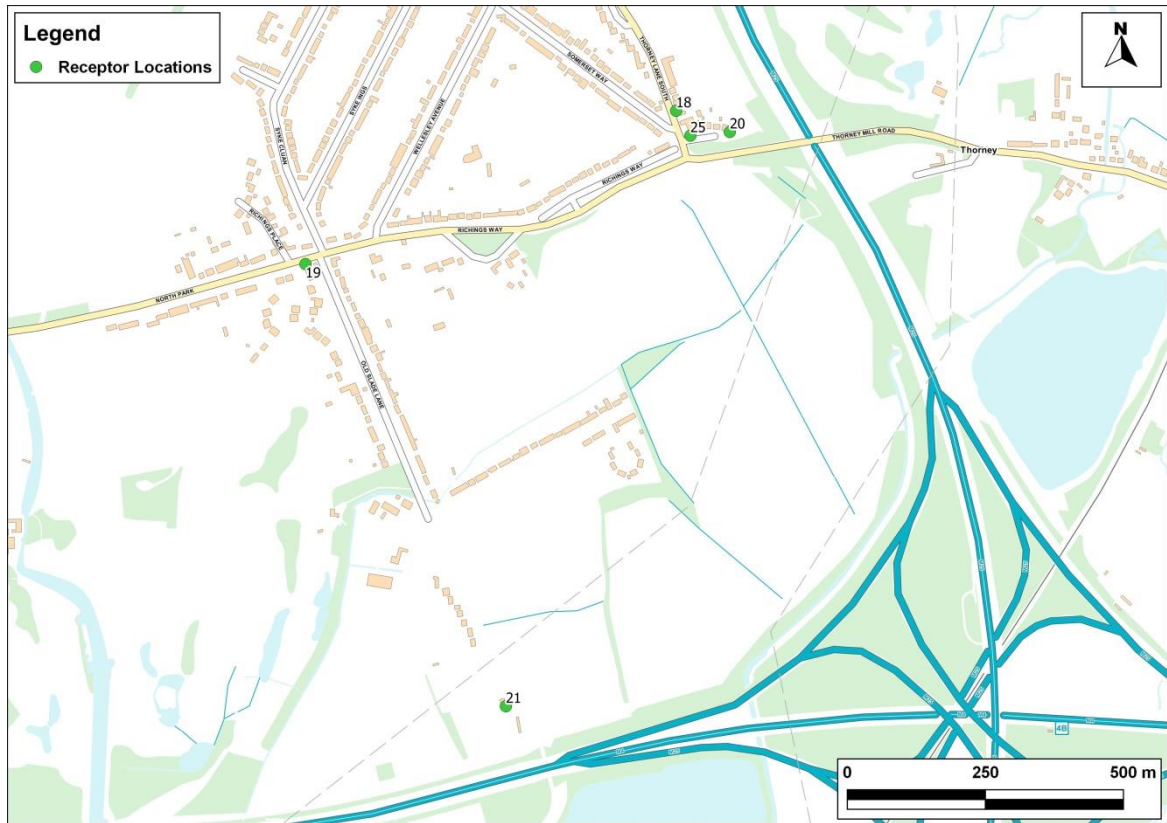 Legend
Receptor Locations
N
THORNEY LANE SOUTH
SOMERSET WAY
SYKE INGS
WELLESLEY AVENUE
SYKE CLUAN
18
25
20
THORNEY MILL ROAD
Thorney
RICHINGS WAY
RICHINGS PLACE
RICHINGS WAY
19
NORTH PARK
OLD SLADE LANE
21
4B
0 250 500 m